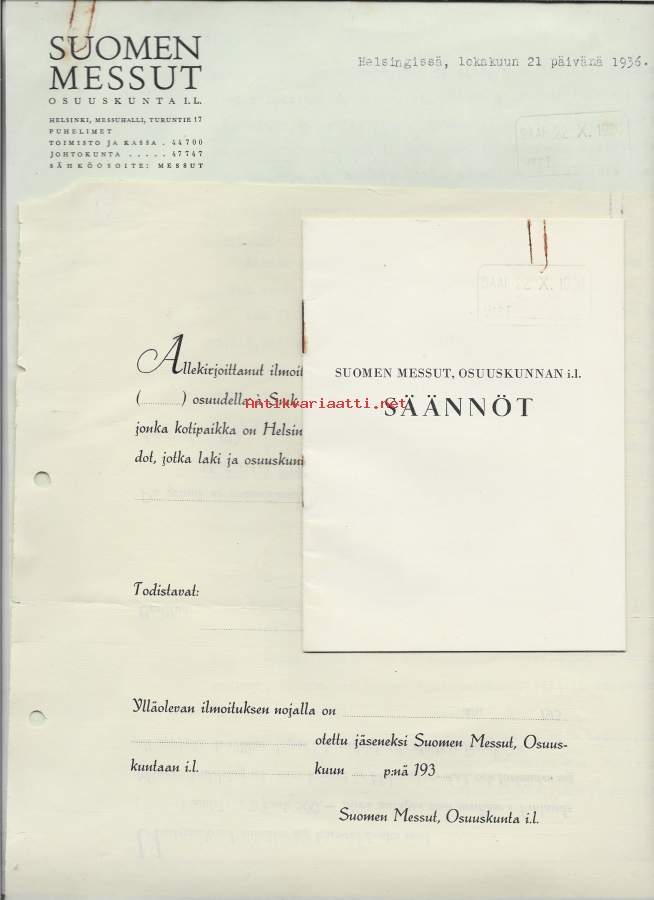 SUOMEN
MESSUT
OSUUSKUNTA I.L.
HELSINKI, MESSUHALLI, TURUNTIE 17
PUHELIMET
TOIMISTO JA KASSA . 44700
JOHTOKUNTA . . . . . 47747
SÄHKÖOSOITE: MESSUT
Helsingissä, lokakuun 21 päivänä 1936.
SUOMEN MESSUT, OSUUSKUNNAN i.l.
SÄÄNNÖT
antikvariaatti.net
Allekirjoittanut ilmoit
(..........) osuudella à Smk
jonka kotipaikka on Helsin
dot, jotka laki ja osuuskun
Todistavat:
Ylläolevan ilmoituksen nojalla on
otettu jäseneksi Suomen Messut, Osuus-
kuntaan i.l. kuun p:nä 193
Suomen Messut, Osuuskunta i.l.